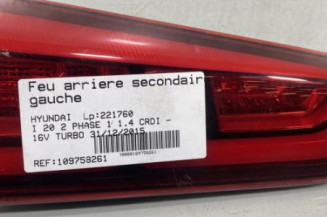 Feu arriere secondair
gauche
HYUNDAI Lp:221760
I 20 2 PHASE 1 1.4 CRDI -
16V TURBO 31/12/2015
REF:109758261